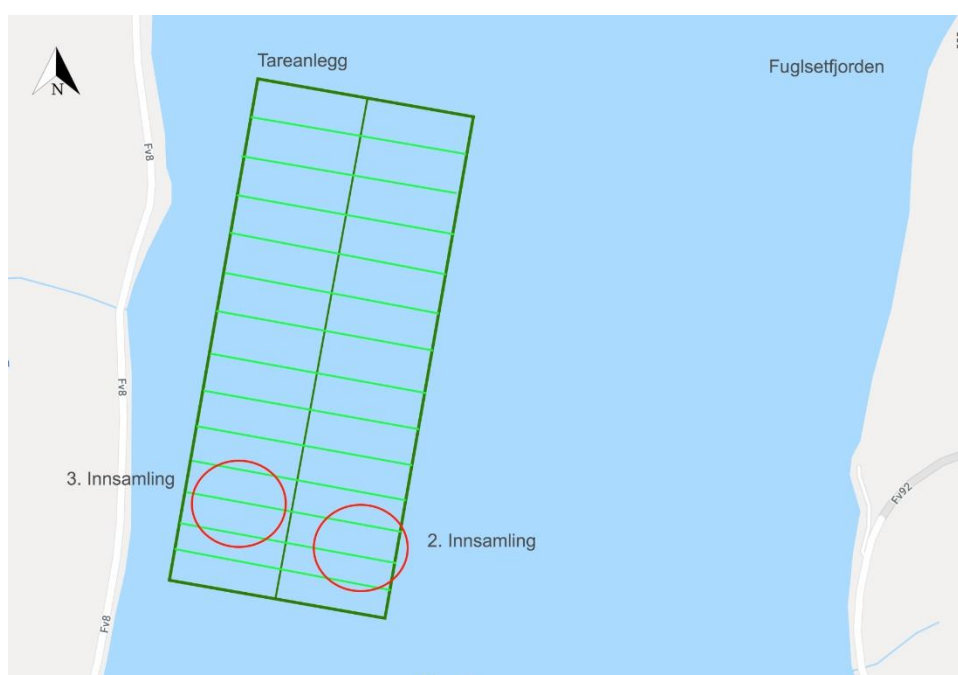 Tareanlegg
Fuglsetfjorden
N
Fv8
Fv8
3. Innsamling
2. Innsamling
Fv92
Fv8